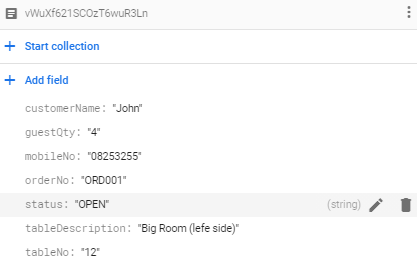 vWuXf621SCOzT6wuR3Ln
+ Start collection
+ Add field
customerName: "John"
guestQty: "4"
mobileNo: "08253255"
orderNo: "ORD001"
status: "OPEN" (string)
tableDescription: "Big Room (lefe side)"
tableNo: "12"